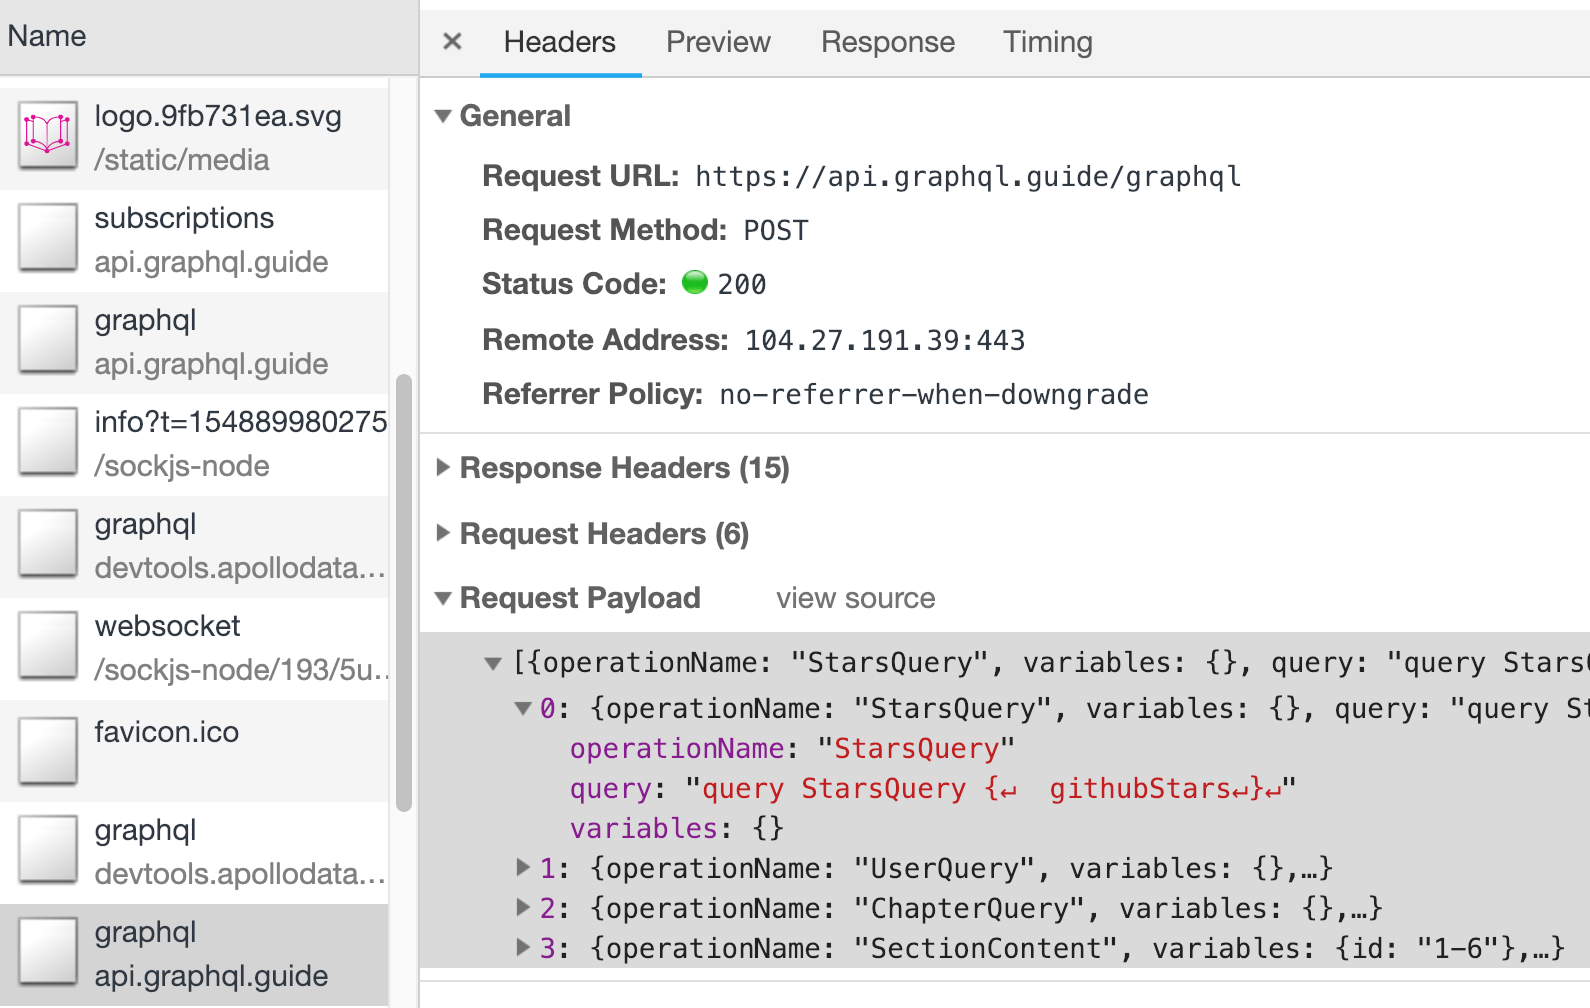 Name
logo.9fb731ea.svg
/static/media
subscriptions
api.graphql.guide
graphql
api.graphql.guide
info?t=154889980275
/sockjs-node
graphql
devtools.apollodata...
websocket
/sockjs-node/193/5u..
favicon.ico
graphql
devtools.apollodata...
graphql
api.graphql.guide
× Headers Preview Response Timing
▼ General
Request URL: https://api.graphql.guide/graphql
Request Method: POST
Status Code: 200
Remote Address: 104.27.191.39:443
Referrer Policy: no-referrer-when-downgrade
▶ Response Headers (15)
▶ Request Headers (6)
▼ Request Payload view source
▼ [{operationName: "StarsQuery", variables: {}, query: "query Stars
▼ 0: {operationName: "StarsQuery", variables: {}, query: "query St
operationName: "StarsQuery"
query: "query StarsQuery {↵  githubStars↵}↵"
variables: {}
▶ 1: {operationName: "UserQuery", variables: {},…}
▶ 2: {operationName: "ChapterQuery", variables: {},…}
▶ 3: {operationName: "SectionContent", variables: {id: "1-6"},…}